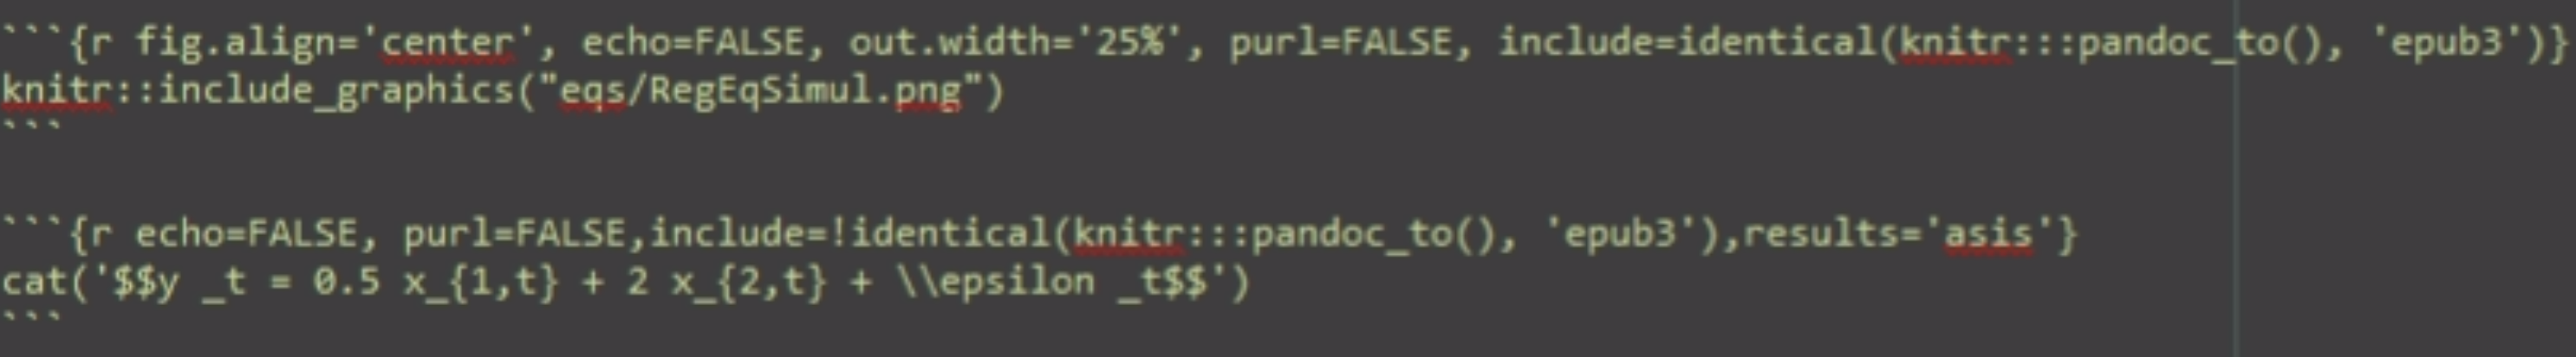 ```{r fig.align='center', echo=FALSE, out.width='25%', purl=FALSE, include=identical(knitr:::pandoc_to(), 'epub3')}
knitr::include_graphics("eqs/RegEqSimul.png")
```
```{r echo=FALSE, purl=FALSE,include=!identical(knitr:::pandoc_to(), 'epub3'),results='asis'}
cat('$$y _t = 0.5 x_{1,t} + 2 x_{2,t} + \\epsilon _t$$')
```